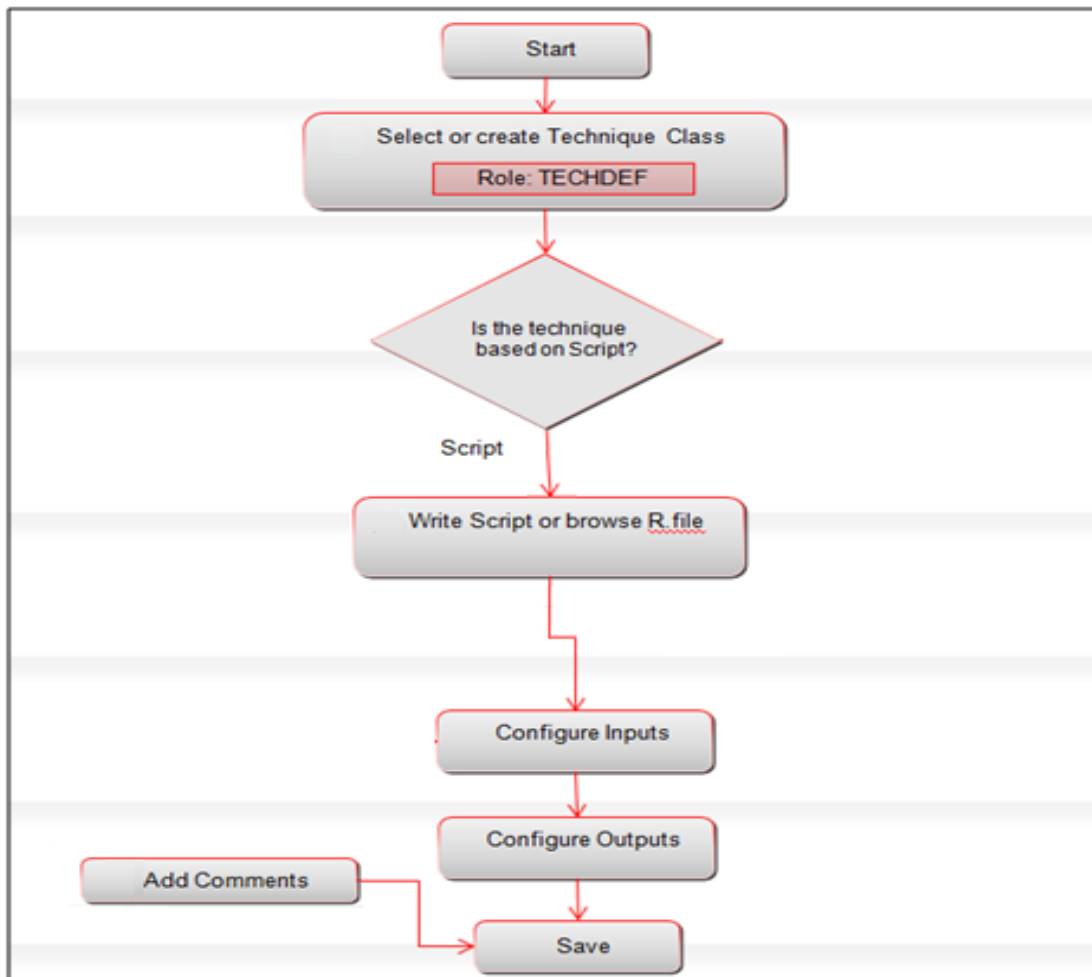 Start
Select or create Technique Class
Role: TECHDEF
Is the technique
based on Script?
Script
Write Script or browse R.file
Configure Inputs
Configure Outputs
Add Comments
Save